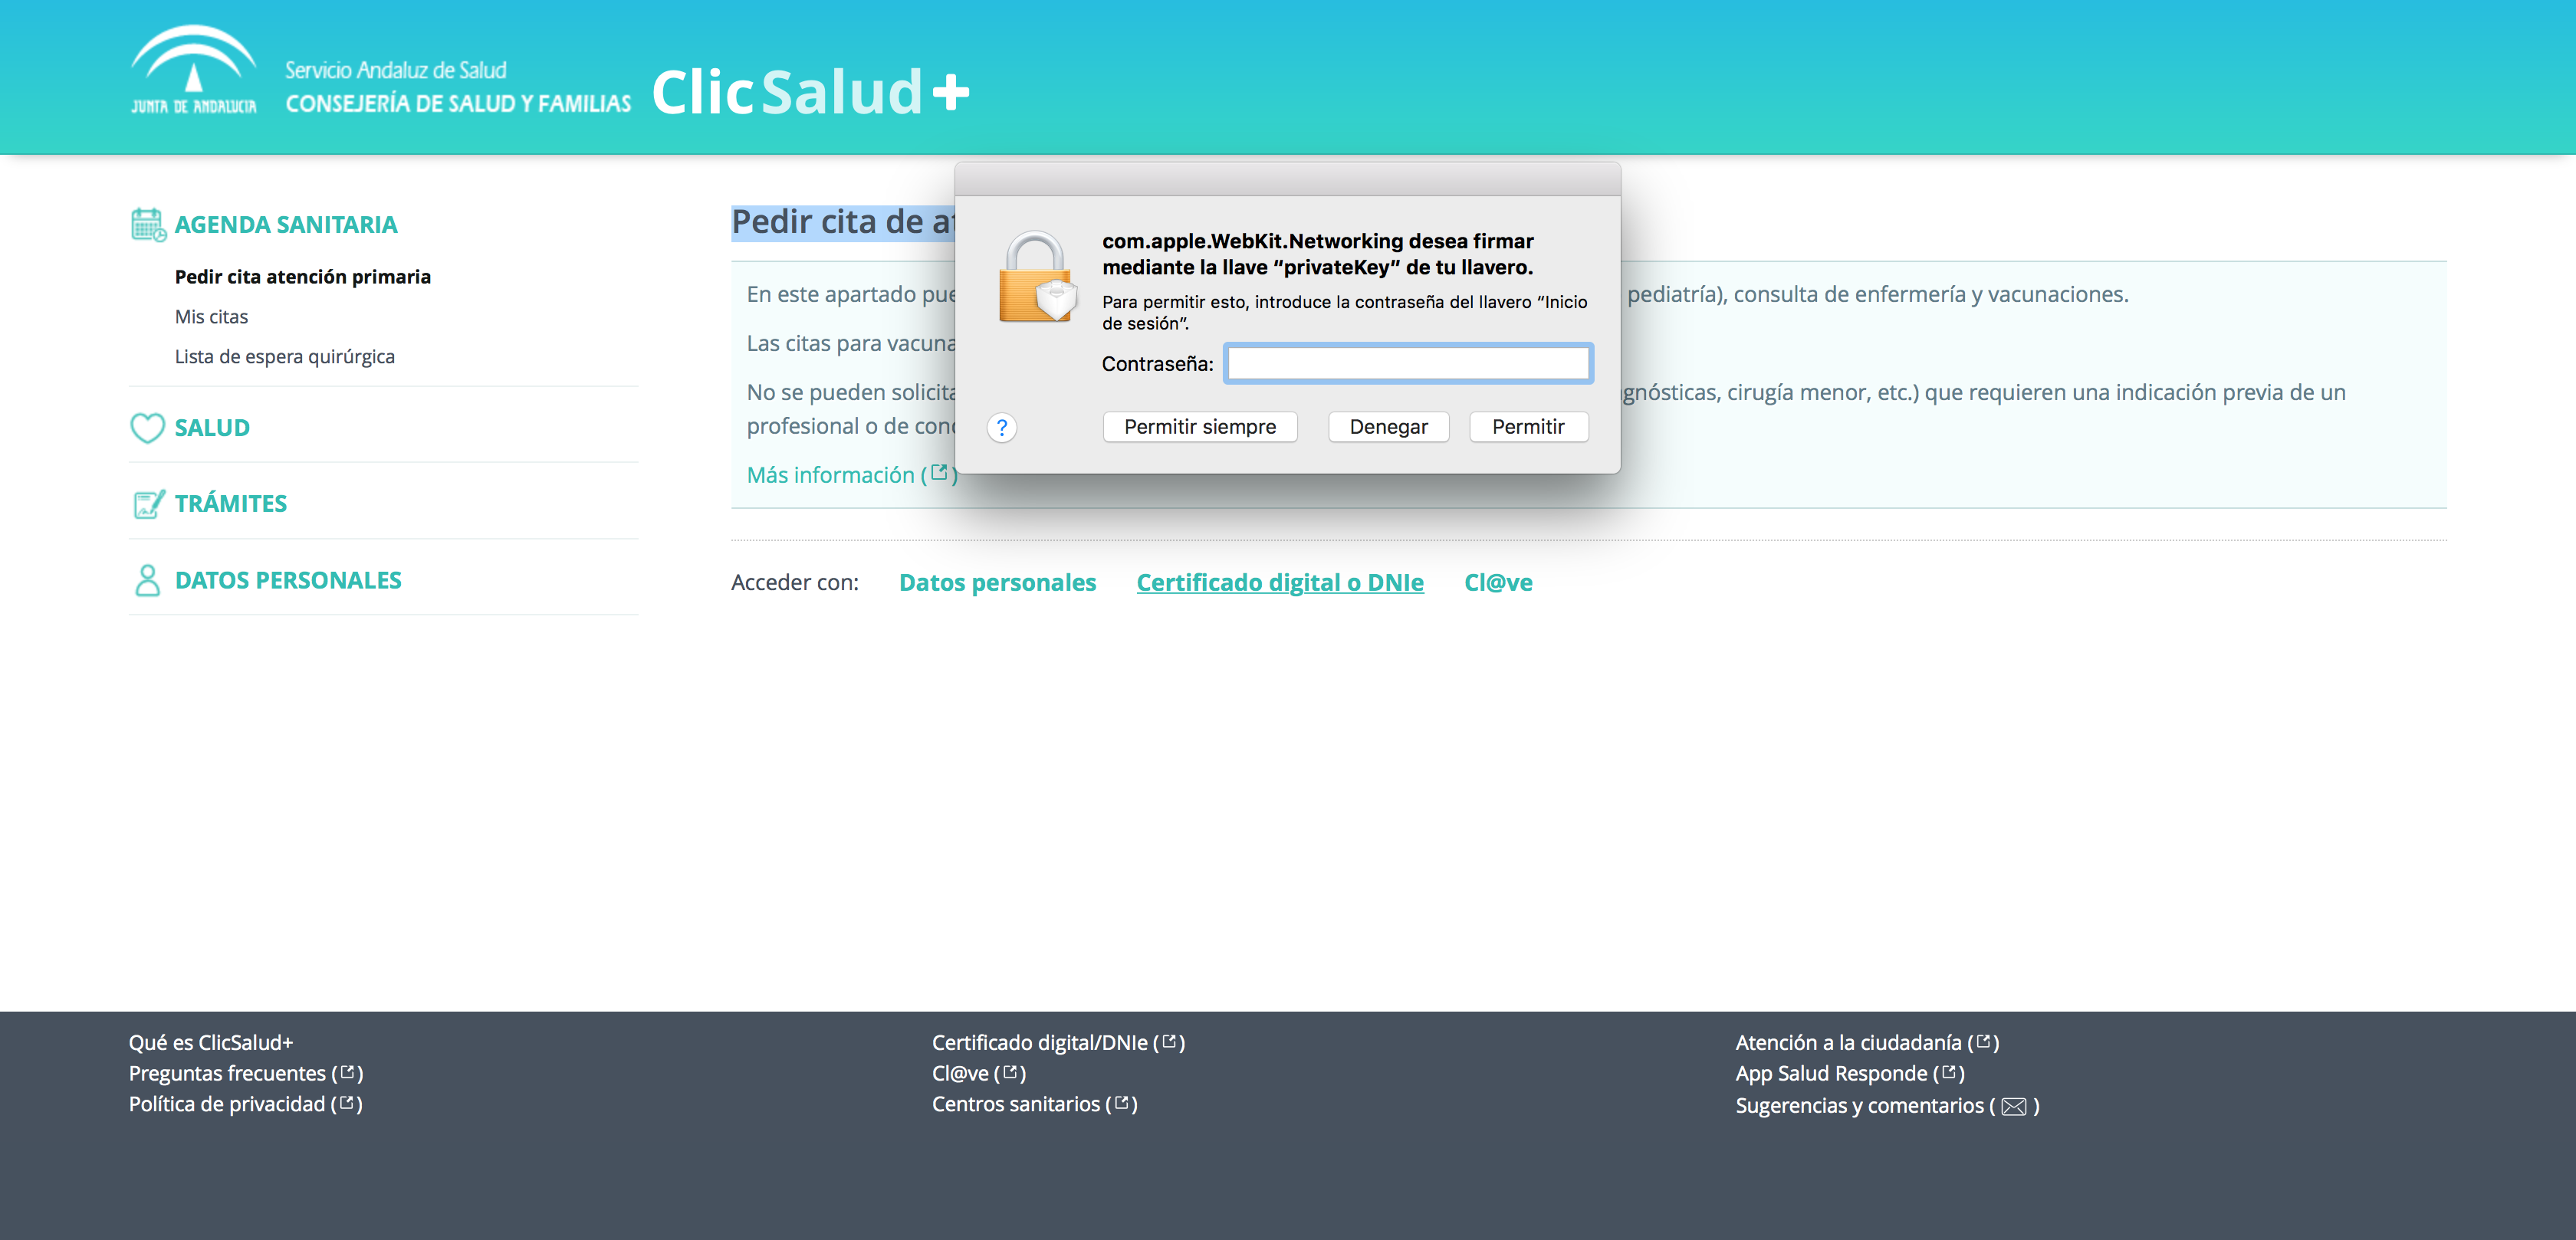 JUNTA DE ANDALUCIA
Servicio Andaluz de Salud
CONSEJERÍA DE SALUD Y FAMILIAS
ClicSalud+
AGENDA SANITARIA
Pedir cita atención primaria
Mis citas
Lista de espera quirúrgica
SALUD
TRÁMITES
DATOS PERSONALES
Pedir cita de at
En este apartado pue
pediatría), consulta de enfermería y vacunaciones.
Las citas para vacuna
No se pueden solicita
gnósticas, cirugía menor, etc.) que requieren una indicación previa de un
profesional o de con
Más información ( )
com.apple.WebKit.Networking desea firmar
mediante la llave “privateKey” de tu llavero.
Para permitir esto, introduce la contraseña del llavero “Inicio
de sesión”.
Contraseña:
? Permitir siempre Denegar Permitir
Acceder con: Datos personales Certificado digital o DNIe Cl@ve
Qué es ClicSalud+
Preguntas frecuentes ( )
Política de privacidad ( )
Certificado digital/DNIe ( )
Cl@ve ( )
Centros sanitarios ( )
Atención a la ciudadanía ( )
App Salud Responde ( )
Sugerencias y comentarios ( )